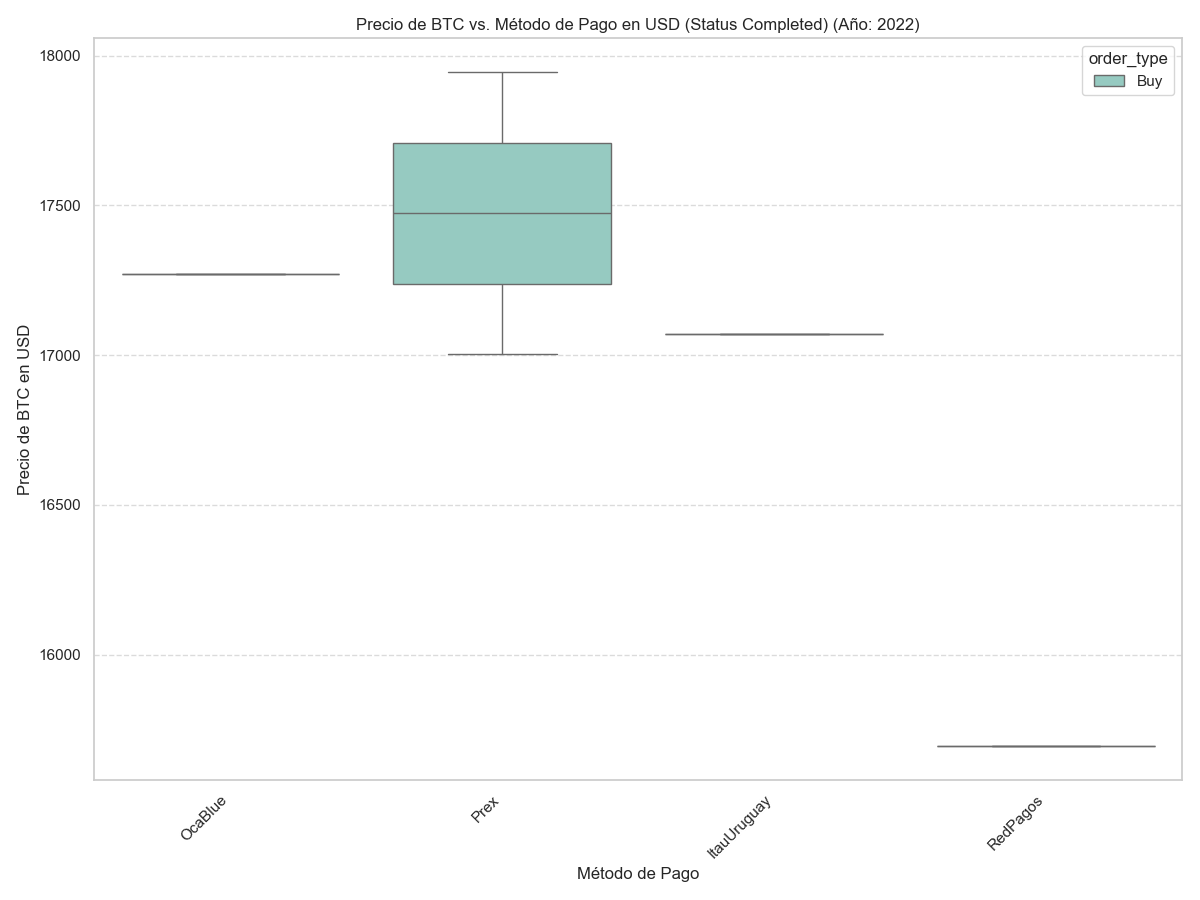 Precio de BTC vs. Método de Pago en USD (Status Completed) (Año: 2022)
order_type
Buy
Precio de BTC en USD
18000
17500
17000
16500
16000
OcaBlue
Prex
ItauUruguay
RedPagos
Método de Pago